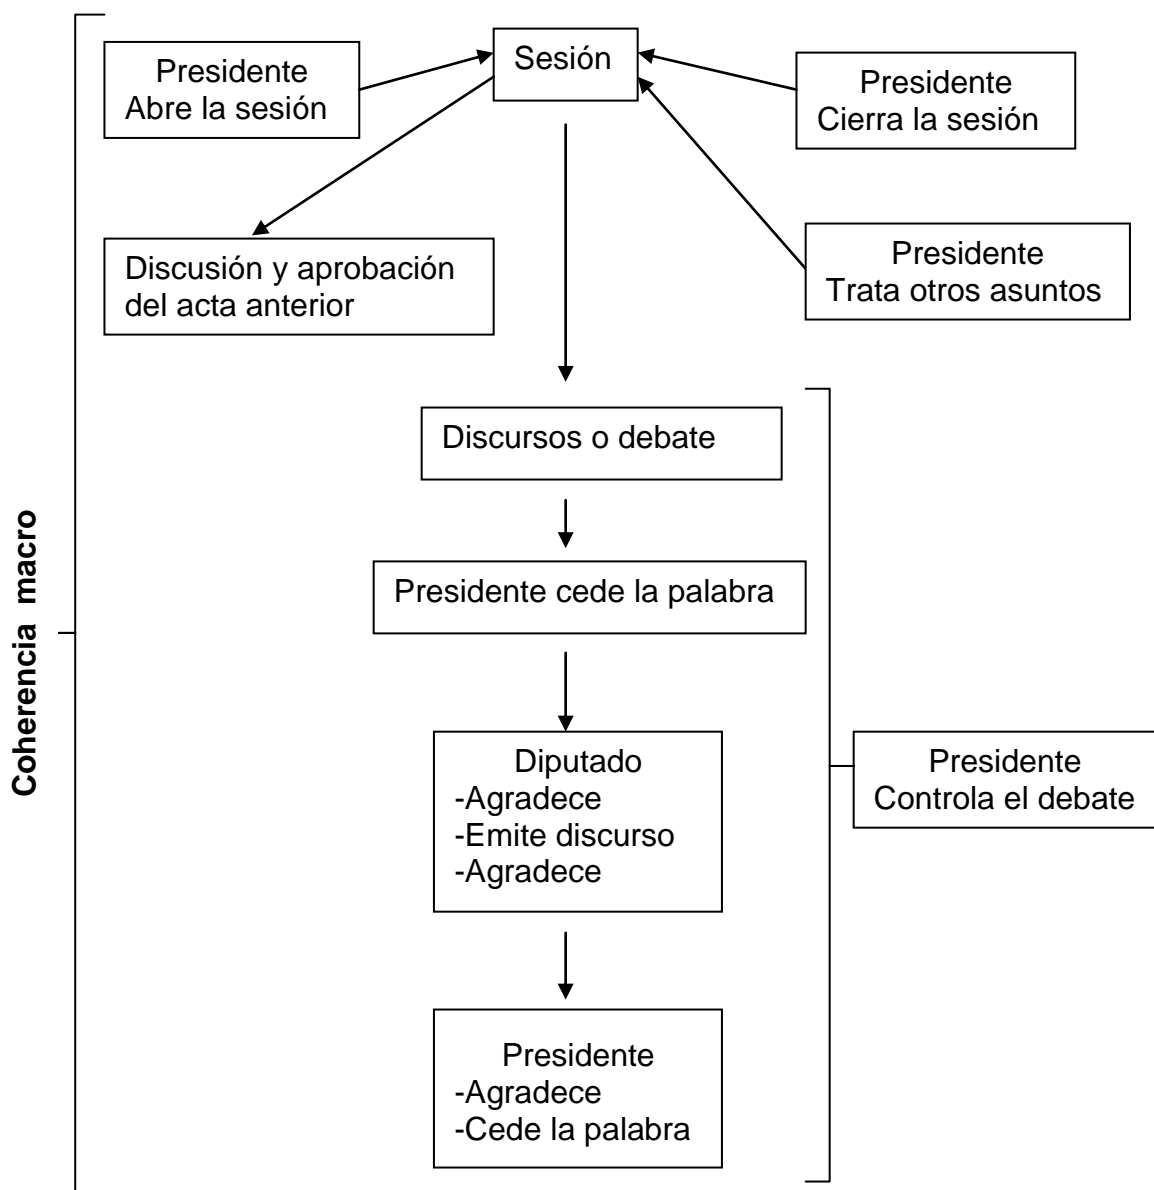 Sesión
Presidente
Abre la sesión
Presidente
Cierra la sesión
Discusión y aprobación
del acta anterior
Presidente
Trata otros asuntos
Discursos o debate
Presidente cede la palabra
Coherencia macro
Diputado
-Agradece
-Emite discurso
-Agradece
Presidente
Controla el debate
Presidente
-Agradece
-Cede la palabra